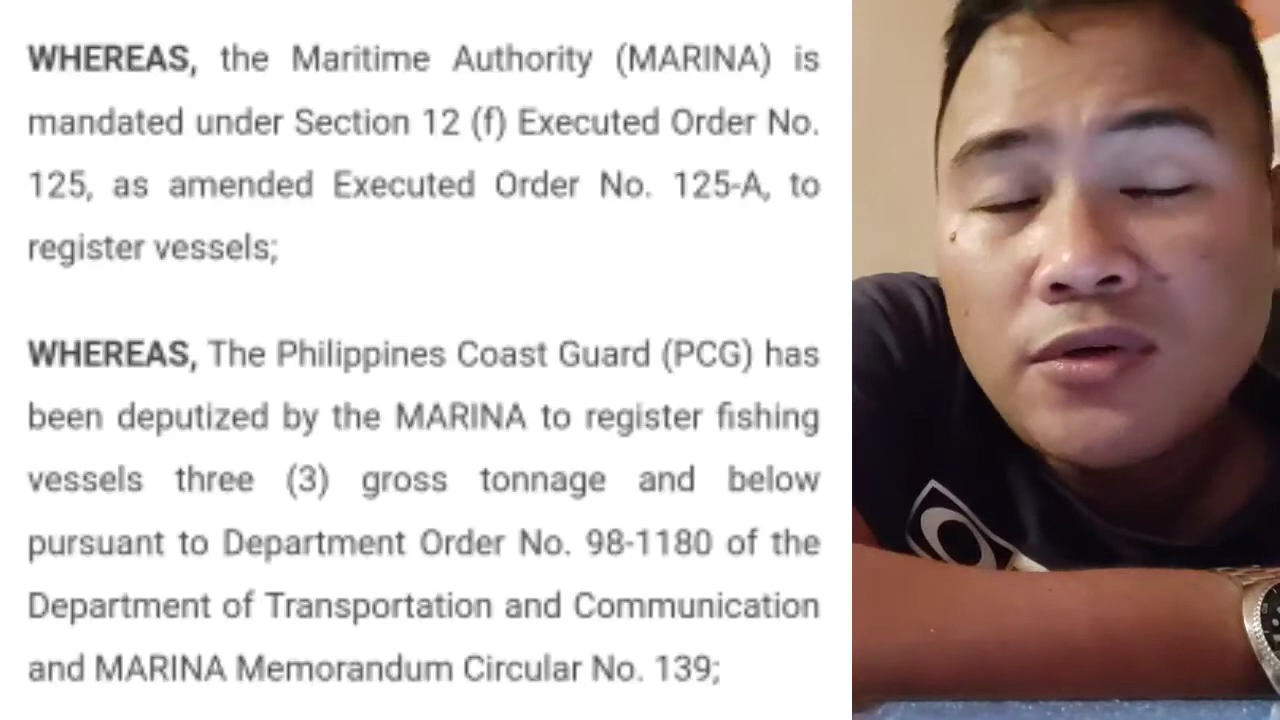 WHEREAS, the Maritime Authority (MARINA) is
mandated under Section 12 (f) Executed Order No.
125, as amended Executed Order No. 125-A, to
register vessels;
WHEREAS, The Philippines Coast Guard (PCG) has
been deputized by the MARINA to register fishing
vessels three (3) gross tonnage and below
pursuant to Department Order No. 98-1180 of the
Department of Transportation and Communication
and MARINA Memorandum Circular No. 139;